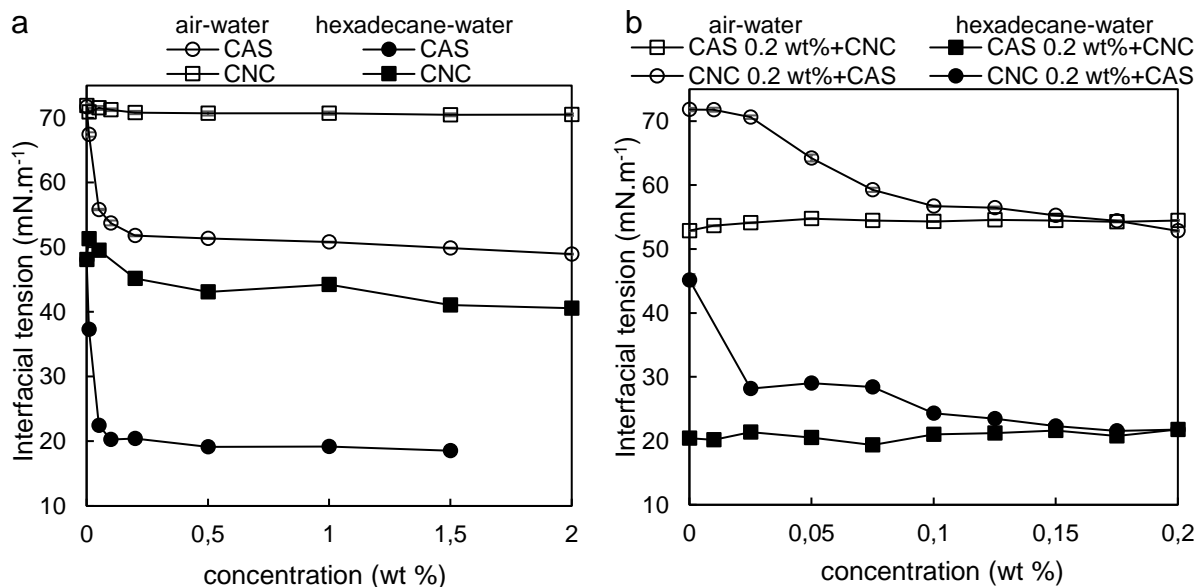 a
air-water hexadecane-water
CAS CAS
CNC CNC
Interfacial tension (mN.m-1)
70
60
50
40
30
20
10
0 0,5 1 1,5 2
concentration (wt %)
b
air-water hexadecane-water
CAS 0.2 wt%+CNC CAS 0.2 wt%+CNC
CNC 0.2 wt%+CAS CNC 0.2 wt%+CAS
Interfacial tension (mN.m-1)
70
60
50
40
30
20
10
0 0,05 0,1 0,15 0,2
concentration (wt %)